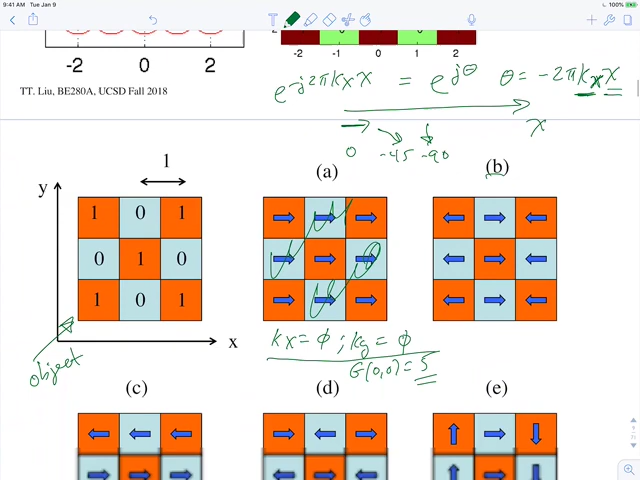 9:41 AM Tue Jan 9
100%
T
-2 0 2
2
-2 -1 0 1 2
TT. Liu, BE280A, UCSD Fall 2018
e^-j2πkxx = e^jθ θ = -2πkxx
x
0 -45 -90
1
(a)
(b)
y
1 0 1
0 1 0
1 0 1
x
object
kx = φ ; ky = φ
G(0,0) = 5
(c)
(d)
(e)